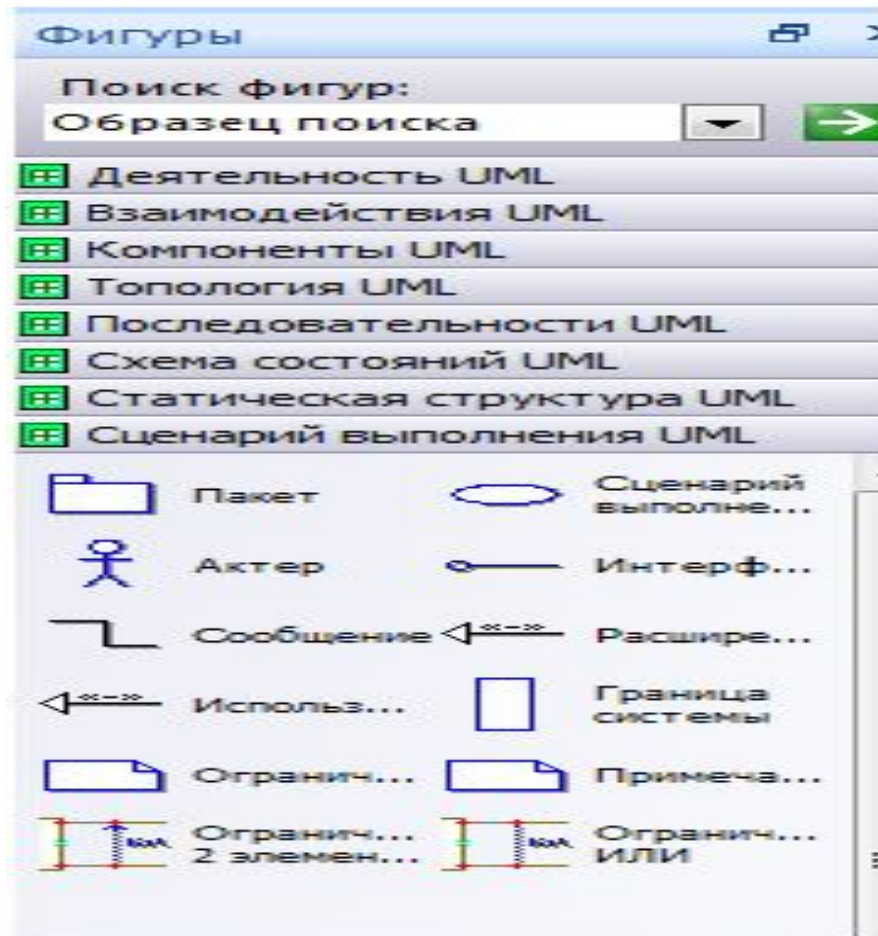 Фигуры
Поиск фигур:
Образец поиска
Деятельность UML
Взаимодействия UML
Компоненты UML
Топология UML
Последовательности UML
Схема состояний UML
Статическая структура UML
Сценарий выполнения UML
Пакет
Сценарий
выполне...
Актер
Интерф...
Сообщение
Расшире...
Использ...
Граница
системы
Огранич...
Примеча...
Огранич...
2 элемен...
Огранич...
ИЛИ